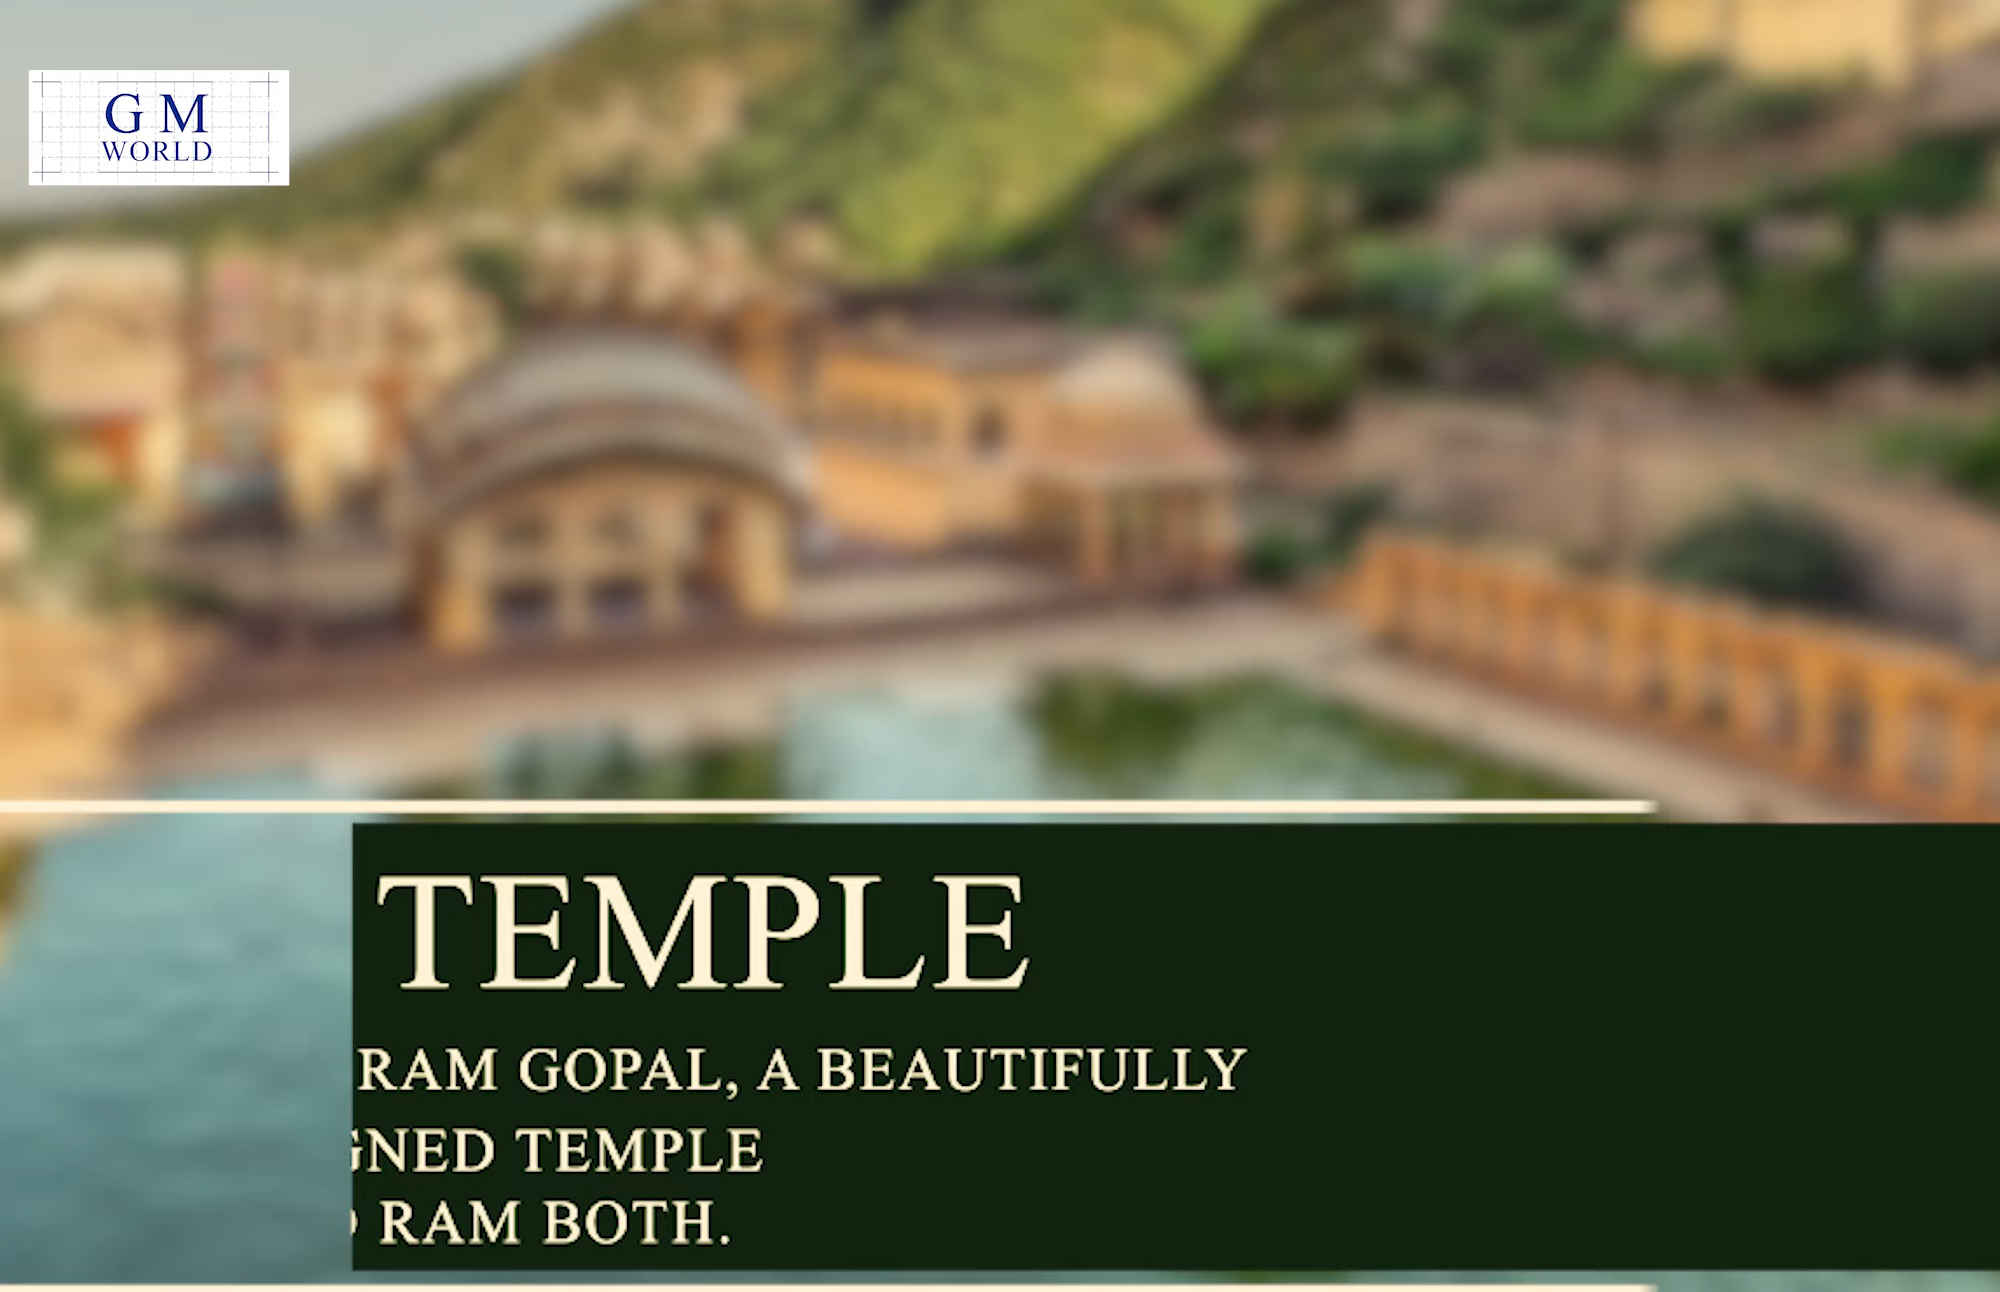 G M
WORLD
TEMPLE
RAM GOPAL, A BEAUTIFULLY
TEMPLE
RAM BOTH.